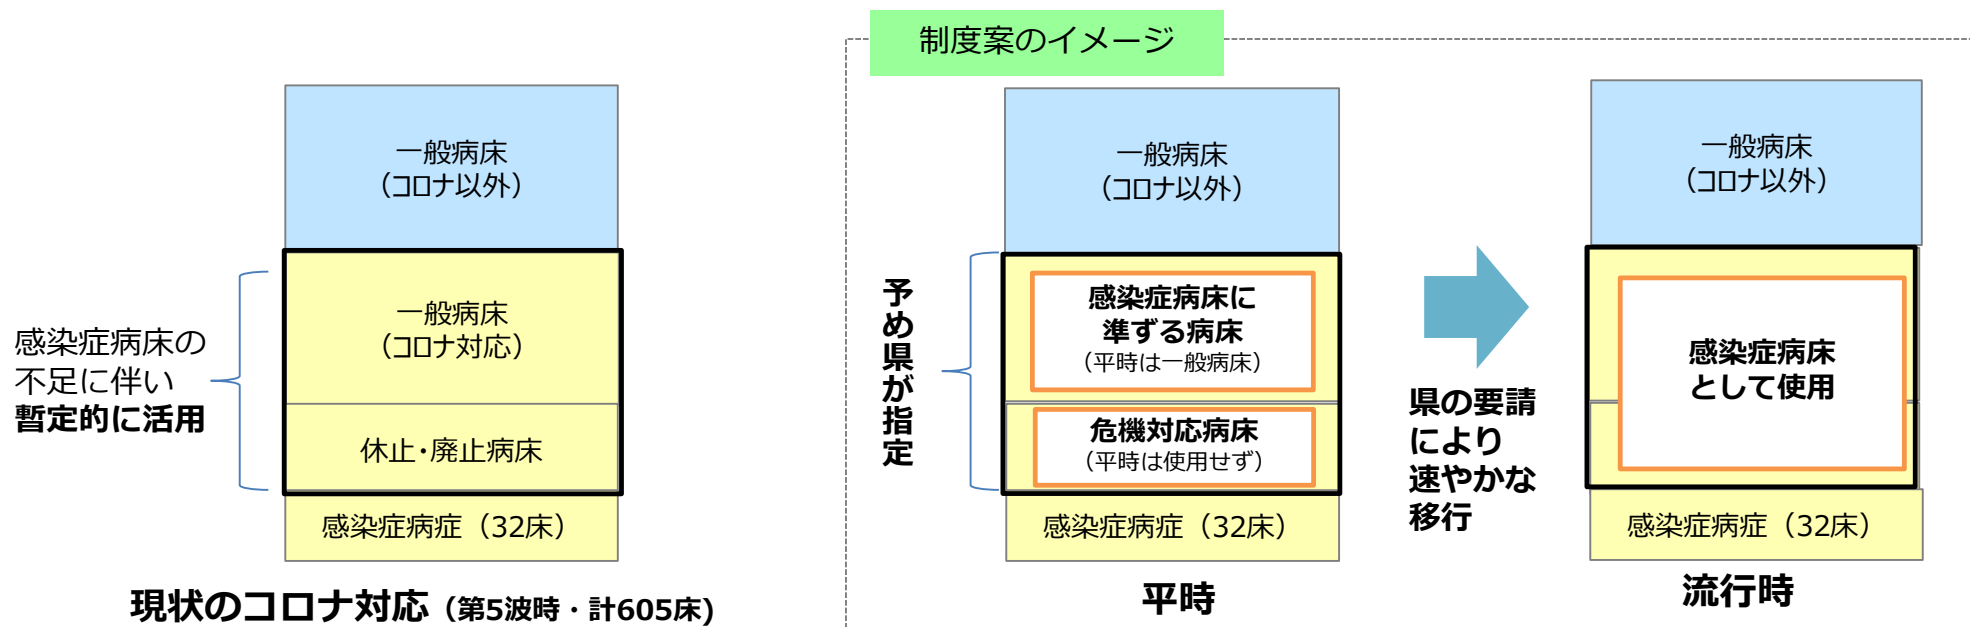 制度案のイメージ
一般病床
（コロナ以外）
一般病床
（コロナ対応）
休止・廃止病床
感染症病症（32床）
感染症病床の
不足に伴い
暫定的に活用
現状のコロナ対応（第5波時・計605床)
一般病床
（コロナ以外）
感染症病床に
準ずる病床
（平時は一般病床）
危機対応病床
（平時は使用せず）
感染症病症（32床）
予め県が指定
平時
県の要請
により
速やかな
移行
一般病床
（コロナ以外）
感染症病床
として使用
感染症病症（32床）
流行時